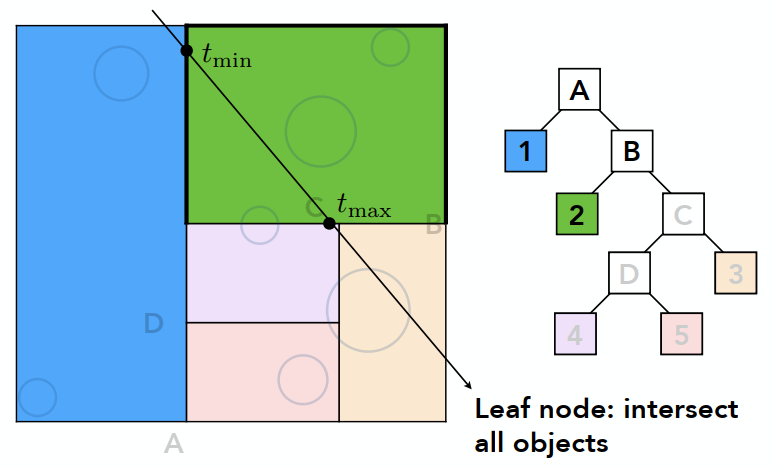 t_min
t_max
C
B
D
A
A
1
B
2
C
D
3
4
5
Leaf node: intersect
all objects